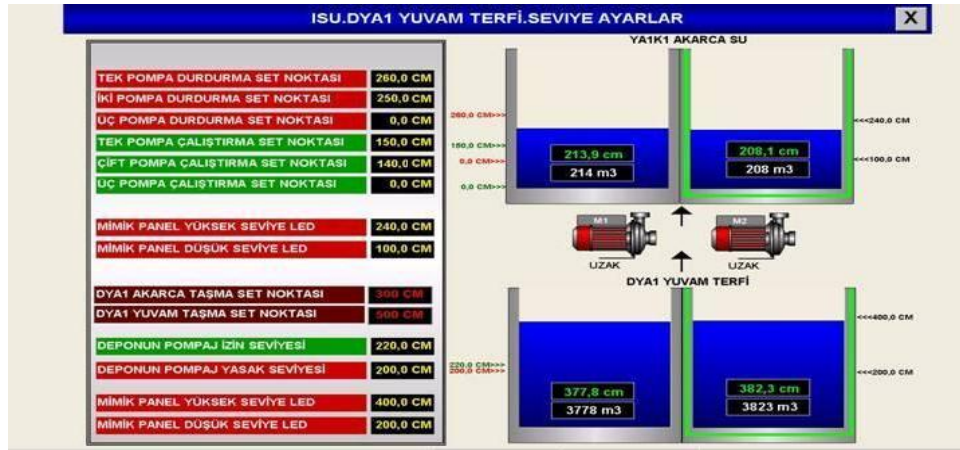 ISU.DYA1 YUVAM TERFİ.SEVIYE AYARLAR X
TEK POMPA DURDURMA SET NOKTASI 260,0 CM
İKİ POMPA DURDURMA SET NOKTASI 250,0 CM
ÜÇ POMPA DURDURMA SET NOKTASI 0,0 CM
TEK POMPA ÇALIŞTIRMA SET NOKTASI 150,0 CM
ÇİFT POMPA ÇALIŞTIRMA SET NOKTASI 140,0 CM
ÜÇ POMPA ÇALIŞTIRMA SET NOKTASI 0,0 CM
MİMİK PANEL YÜKSEK SEVİYE LED 240,0 CM
MİMİK PANEL DÜŞÜK SEVİYE LED 100,0 CM
DYA1 AKARCA TAŞMA SET NOKTASI 300 CM
DYA1 YUVAM TAŞMA SET NOKTASI 500 CM
DEPONUN POMPAJ İZİN SEVİYESİ 220,0 CM
DEPONUN POMPAJ YASAK SEVİYESİ 200,0 CM
MİMİK PANEL YÜKSEK SEVİYE LED 400,0 CM
MİMİK PANEL DÜŞÜK SEVİYE LED 200,0 CM
YA1K1 AKARCA SU
260,0 CM>>>
<<<240,0 CM
150,0 CM>>>
0,0 CM>>>
<<<100,0 CM
0,0 CM>>>
213,9 cm
214 m3
208,1 cm
208 m3
M1
M2
UZAK
UZAK
DYA1 YUVAM TERFİ
<<<400,0 CM
220,0 CM>>>
200,0 CM>>>
<<<200,0 CM
377,8 cm
3778 m3
382,3 cm
3823 m3